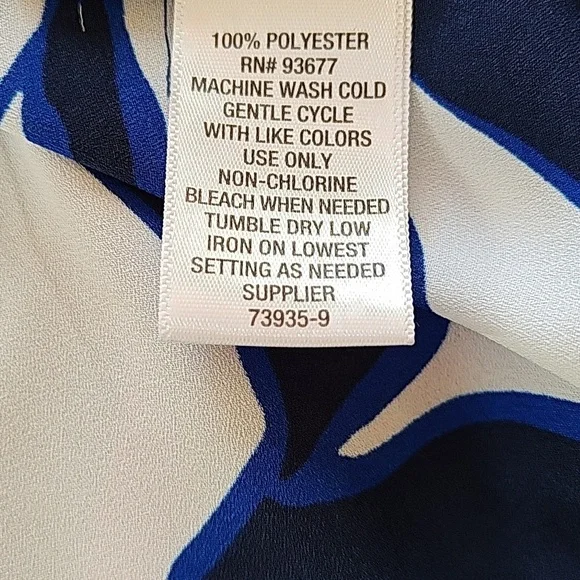 100% POLYESTER
RN# 93677
MACHINE WASH COLD
GENTLE CYCLE
WITH LIKE COLORS
USE ONLY
NON-CHLORINE
BLEACH WHEN NEEDED
TUMBLE DRY LOW
IRON ON LOWEST
SETTING AS NEEDED
SUPPLIER
73935-9